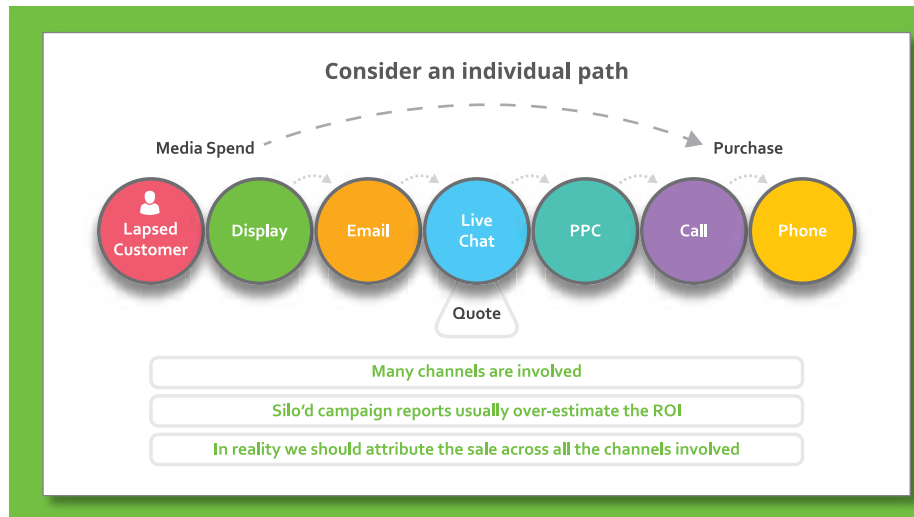 Consider an individual path
Media Spend
Purchase
Lapsed
Customer
Display
Email
Live
Chat
PPC
Call
Phone
Quote
Many channels are involved
Silo’d campaign reports usually over-estimate the ROI
In reality we should attribute the sale across all the channels involved